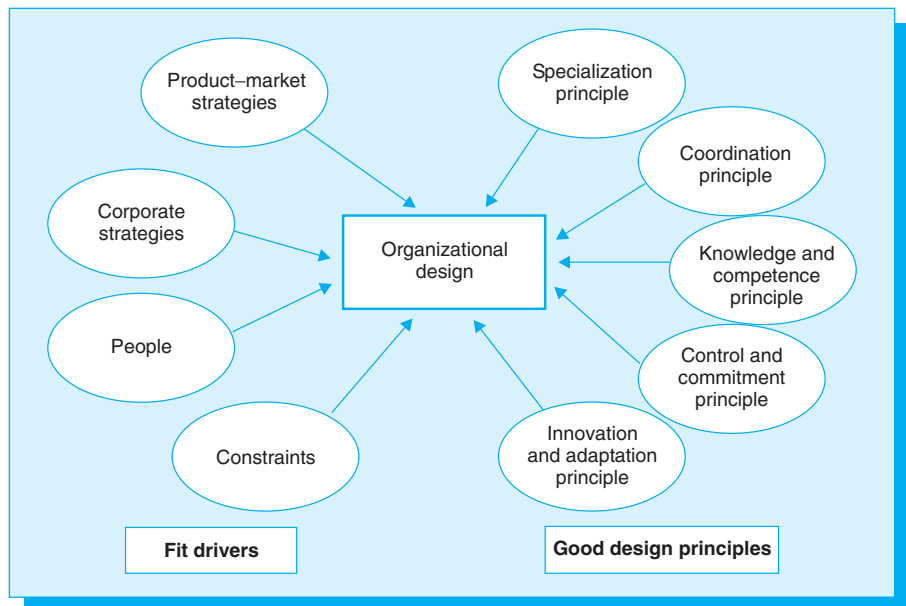 Product–market
strategies
Specialization
principle
Coordination
principle
Corporate
strategies
Organizational
design
Knowledge and
competence
principle
People
Control and
commitment
principle
Constraints
Innovation
and adaptation
principle
Fit drivers
Good design principles